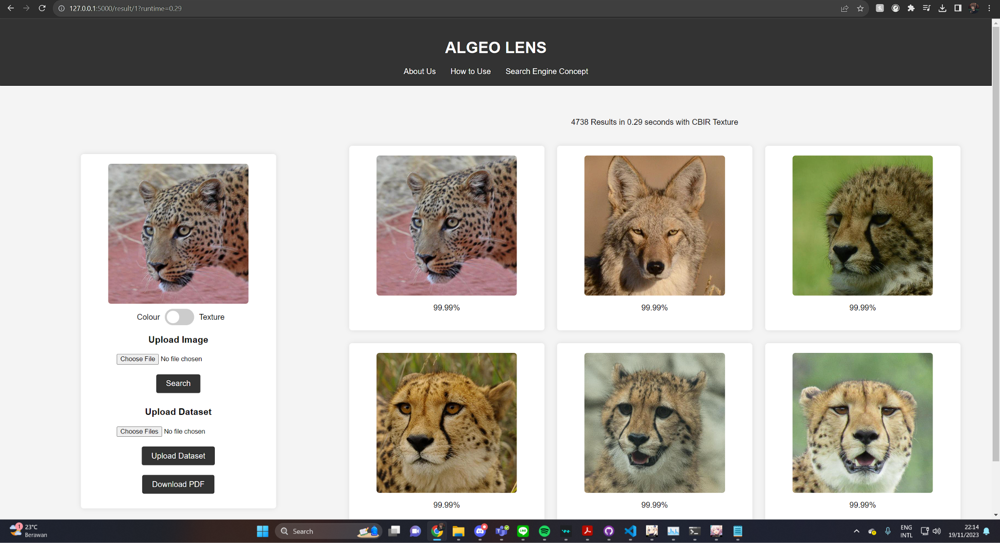 127.0.0.1:5000/result/1?runtime=0.29
ALGEO LENS
About Us How to Use Search Engine Concept
4738 Results in 0.29 seconds with CBIR Texture
99.99% 99.99% 99.99%
Colour Texture
Upload Image
Choose File No file chosen
Search
Upload Dataset
Choose Files No file chosen
Upload Dataset
Download PDF
99.99% 99.99% 99.99%
1
23°C
Berawan
Search
LINE
ENG
INTL
22:14
19/11/2023